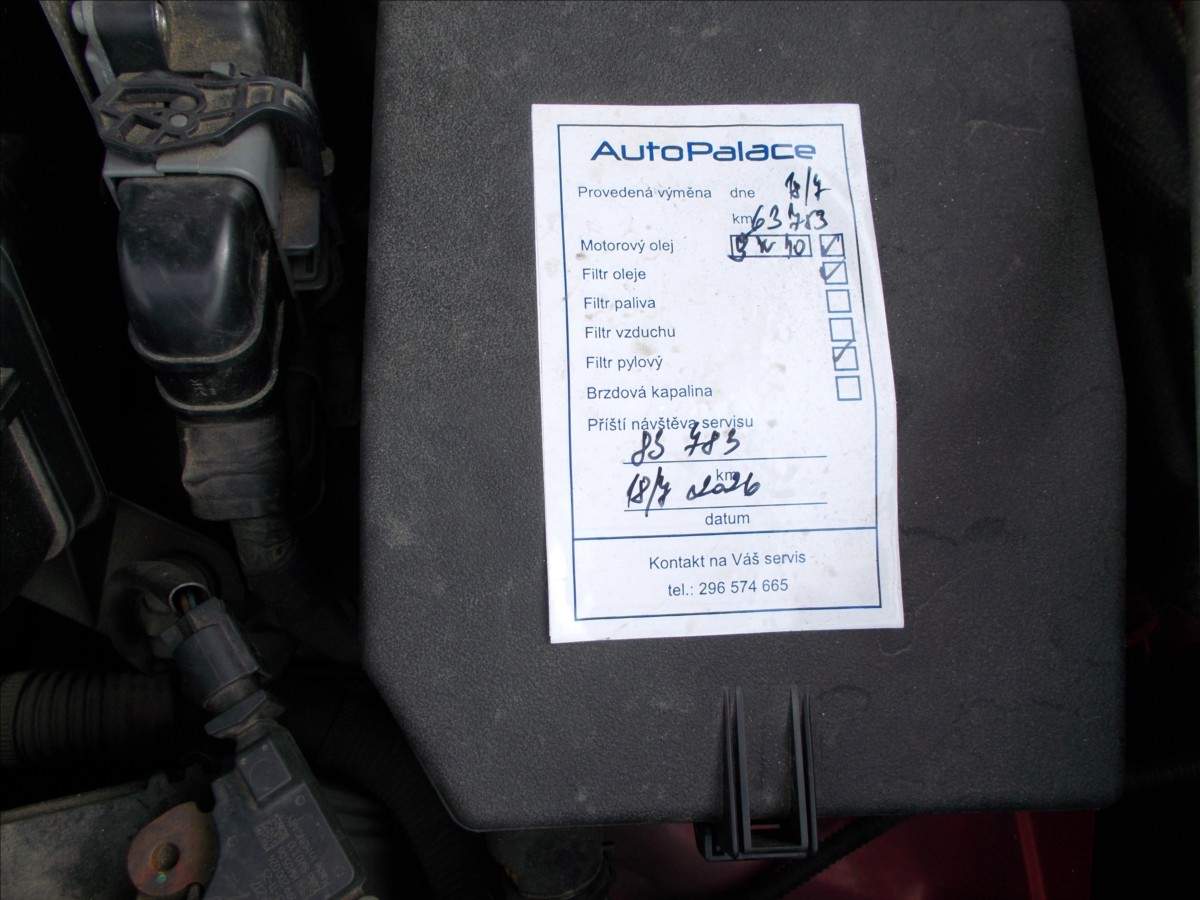 AutoPalace
Provedená výměna dne 18/7
km 63 783
Motorový olej 5W40
Filtr oleje
Filtr paliva
Filtr vzduchu
Filtr pylový
Brzdová kapalina
Příští návštěva servisu
83 783
km
18/7 2026
datum
Kontakt na Váš servis
tel.: 296 574 665